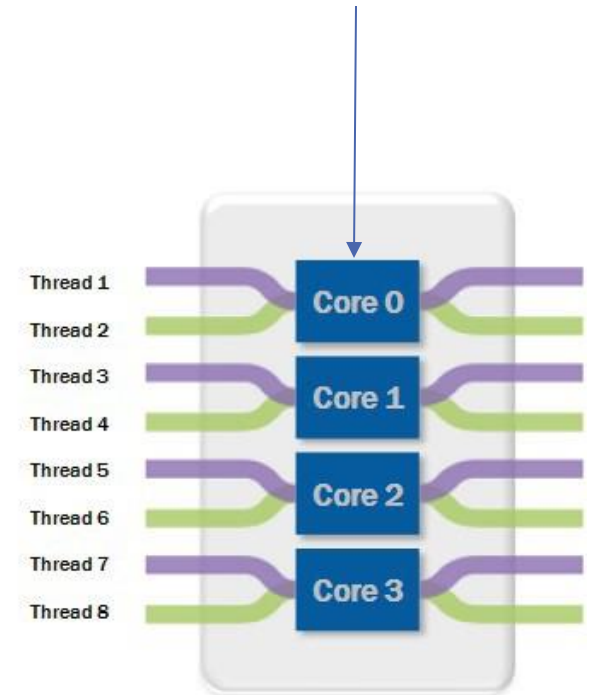 Thread 1
Thread 2
Core 0
Thread 3
Thread 4
Core 1
Thread 5
Thread 6
Core 2
Thread 7
Thread 8
Core 3